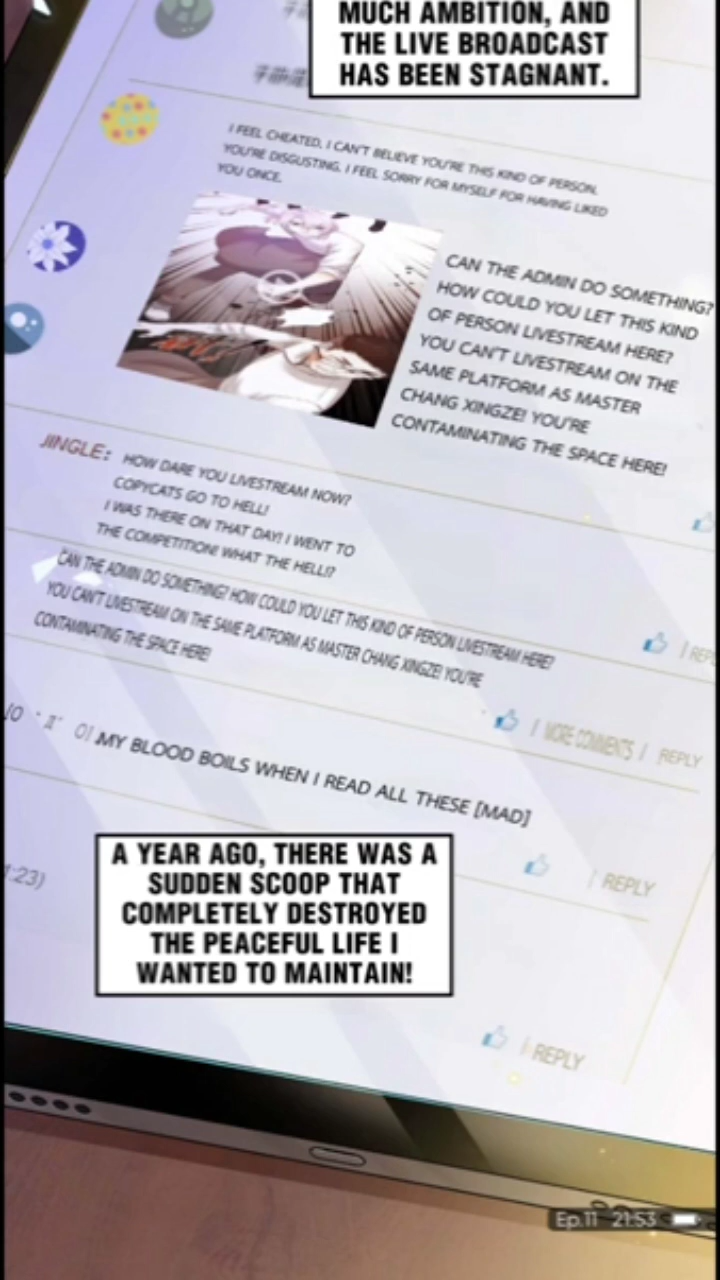 MUCH AMBITION, AND
THE LIVE BROADCAST
HAS BEEN STAGNANT.
I FEEL CHEATED. I CAN'T BELIEVE YOU'RE THIS KIND OF PERSON.
YOU'RE DISGUSTING. I FEEL SORRY FOR MYSELF FOR HAVING LIKED
YOU ONCE.
CAN THE ADMIN DO SOMETHING?
HOW COULD YOU LET THIS KIND
OF PERSON LIVESTREAM HERE?
YOU CAN'T LIVESTREAM ON THE
SAME PLATFORM AS MASTER
CHANG XINGZE! YOU'RE
CONTAMINATING THE SPACE HERE!
JINGLE: HOW DARE YOU LIVESTREAM NOW?
COPYCATS GO TO HELL!
I WAS THERE ON THAT DAY! I WENT TO
THE COMPETITION! WHAT THE HELL!?
CAN THE ADMIN DO SOMETHING? HOW COULD YOU LET THIS KIND OF PERSON LIVESTREAM HERE?
YOU CAN'T LIVESTREAM ON THE SAME PLATFORM AS MASTER CHANG XINGZE! YOU'RE
CONTAMINATING THE SPACE HERE!
| REPL
| MORE COMMENTS | REPLY
MY BLOOD BOILS WHEN I READ ALL THESE [MAD]
| REPLY
:23)
A YEAR AGO, THERE WAS A
SUDDEN SCOOP THAT
COMPLETELY DESTROYED
THE PEACEFUL LIFE I
WANTED TO MAINTAIN!
| REPLY
Ep.11 21:53